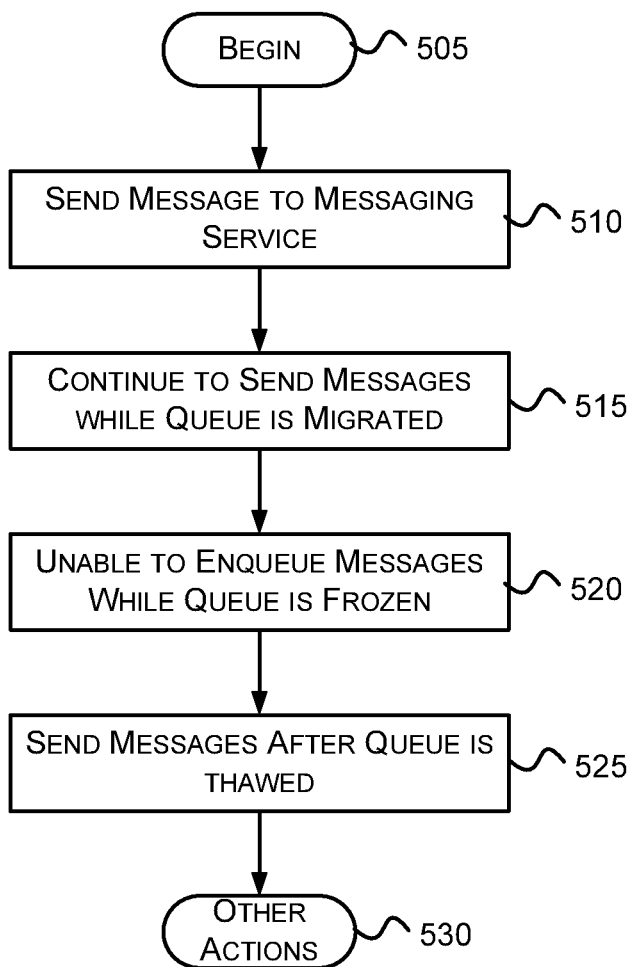 BEGIN
505
SEND MESSAGE TO MESSAGING
SERVICE
510
CONTINUE TO SEND MESSAGES
WHILE QUEUE IS MIGRATED
515
UNABLE TO ENQUEUE MESSAGES
WHILE QUEUE IS FROZEN
520
SEND MESSAGES AFTER QUEUE IS
THAWED
525
OTHER
ACTIONS
530